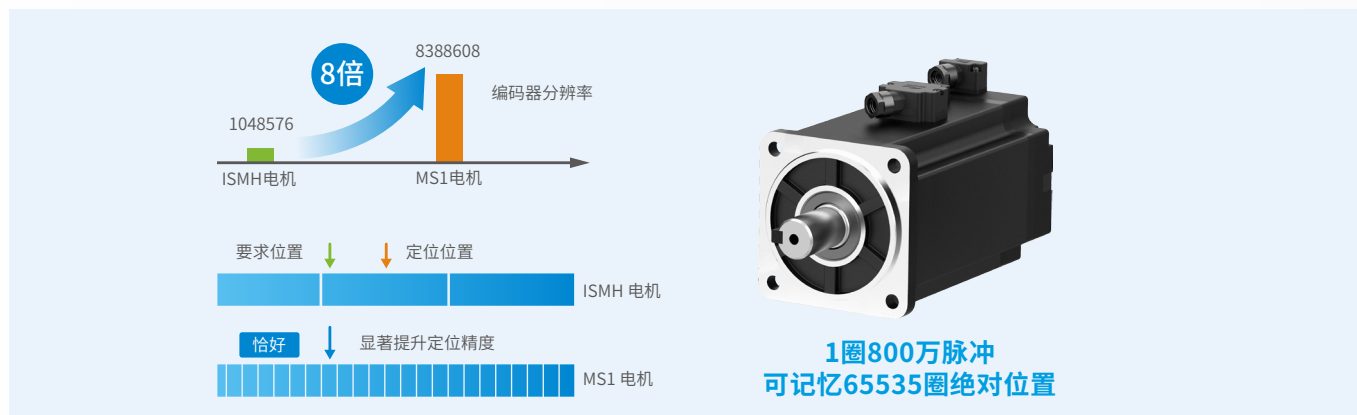 8倍
8388608
编码器分辨率
1048576
ISMH电机
MS1电机
要求位置
定位位置
ISMH 电机
恰好
显著提升定位精度
MS1 电机
1圈800万脉冲
可记忆65535圈绝对位置